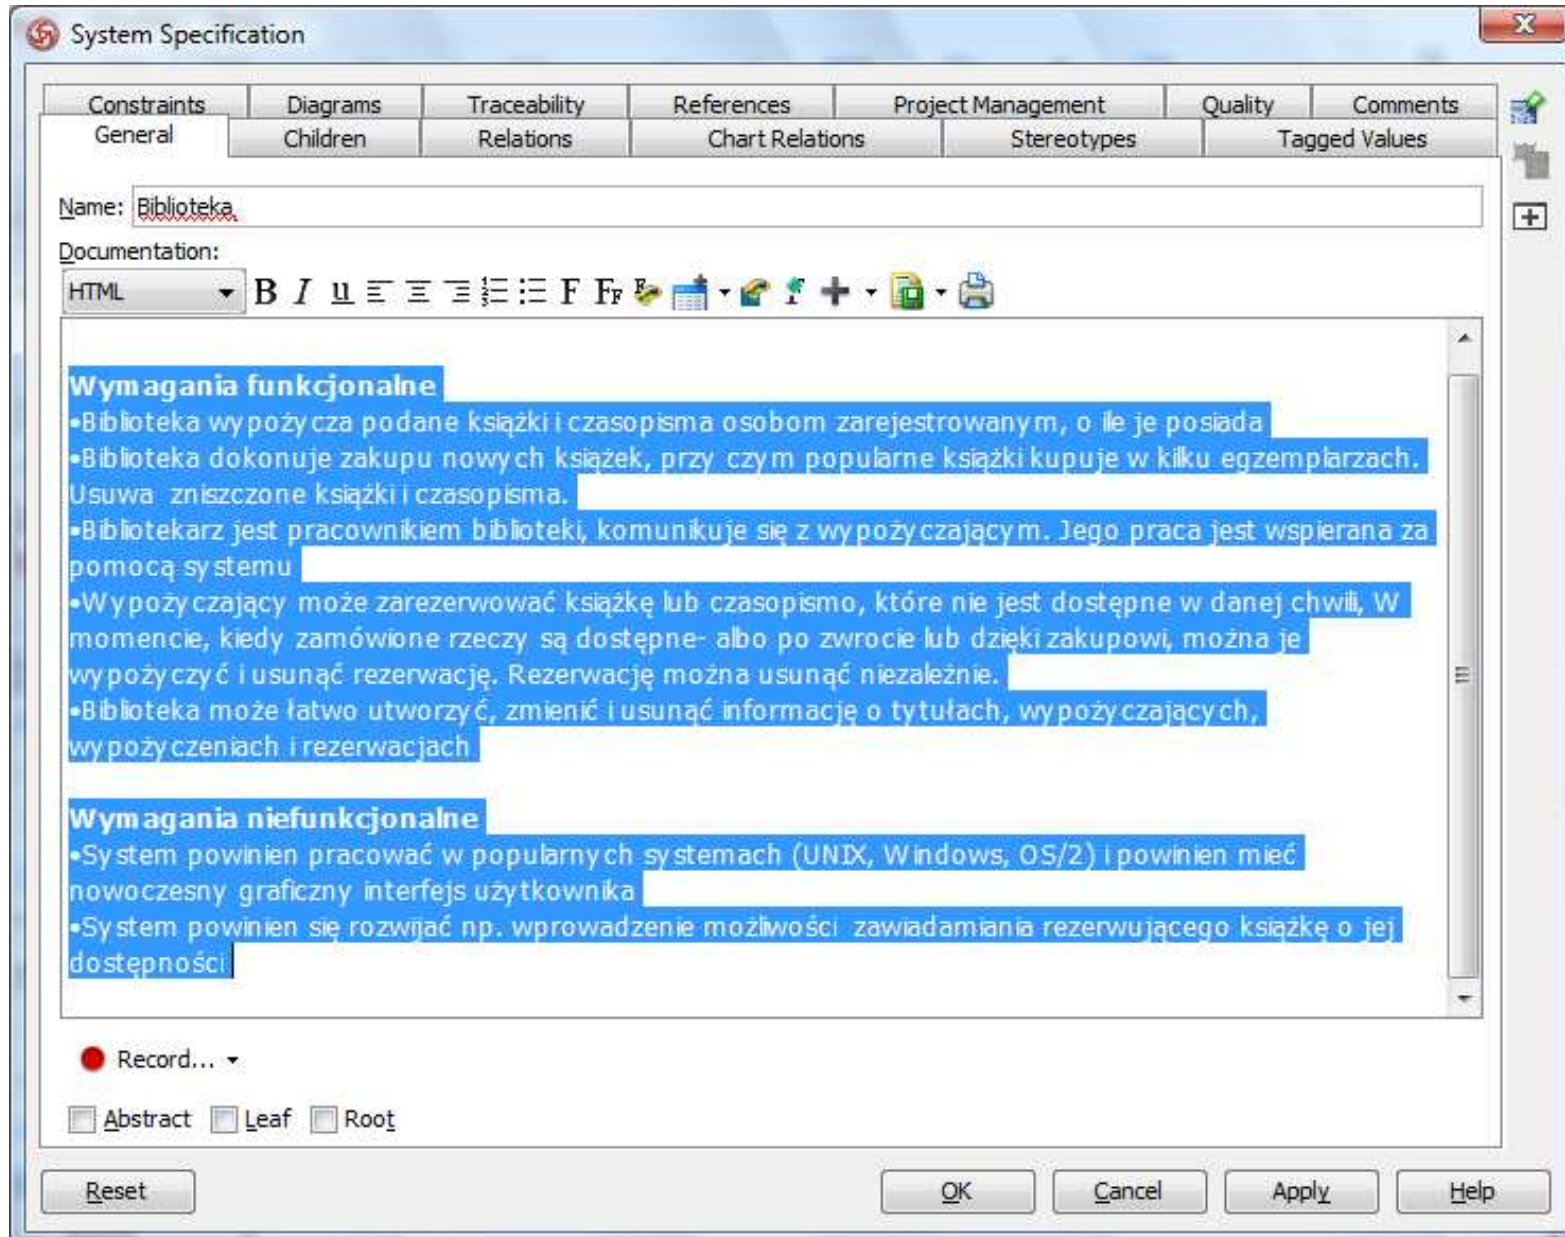 System Specification
Constraints Diagrams Traceability References Project Management Quality Comments
General Children Relations Chart Relations Stereotypes Tagged Values
Name: Biblioteka
Documentation:
HTML B I u F FF
Wymagania funkcjonalne
•Biblioteka wypożycza podane książki i czasopisma osobom zarejestrowanym, o ile je posiada
•Biblioteka dokonuje zakupu nowych książek, przy czym popularne książki kupuje w kilku egzemplarzach.
Usuwa zniszczone książki i czasopisma.
•Bibliotekarz jest pracownikiem biblioteki, komunikuje się z wypożyczającym. Jego praca jest wspierana za
pomocą systemu
•Wypożyczający może zarezerwować książkę lub czasopismo, które nie jest dostępne w danej chwili, W
momencie, kiedy zamówione rzeczy są dostępne- albo po zwrocie lub dzięki zakupowi, można je
wypożyczyć i usunąć rezerwację. Rezerwację można usunąć niezależnie.
•Biblioteka może łatwo utworzyć, zmienić i usunąć informację o tytułach, wypożyczających,
wypożyczeniach i rezerwacjach
Wymagania niefunkcjonalne
•System powinien pracować w popularnych systemach (UNIX, Windows, OS/2) i powinien mieć
nowoczesny graficzny interfejs użytkownika
•System powinien się rozwijać np. wprowadzenie możliwości zawiadamiania rezerwującego książkę o jej
dostępności
Record...
Abstract Leaf Root
Reset OK Cancel Apply Help